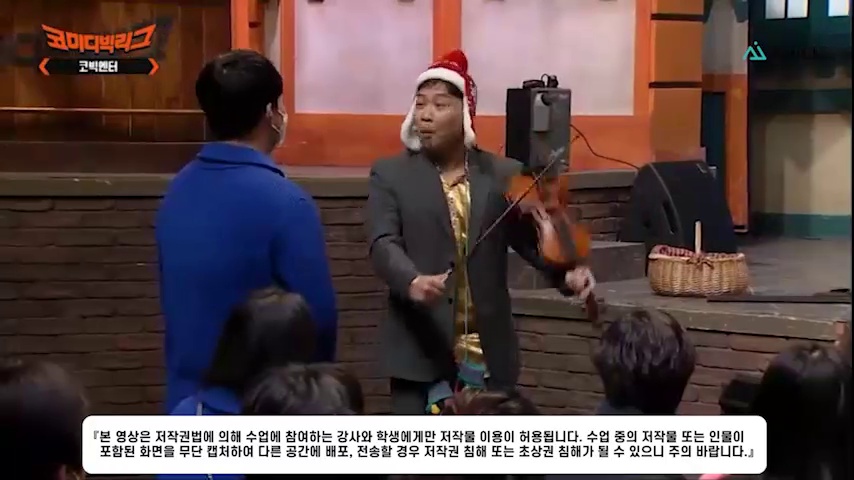 코미디빅리그
코빅엔터
『본 영상은 저작권법에 의해 수업에 참여하는 강사와 학생에게만 저작물 이용이 허용됩니다. 수업 중의 저작물 또는 인물이
포함된 화면을 무단 캡처하여 다른 공간에 배포, 전송할 경우 저작권 침해 또는 초상권 침해가 될 수 있으니 주의 바랍니다.』